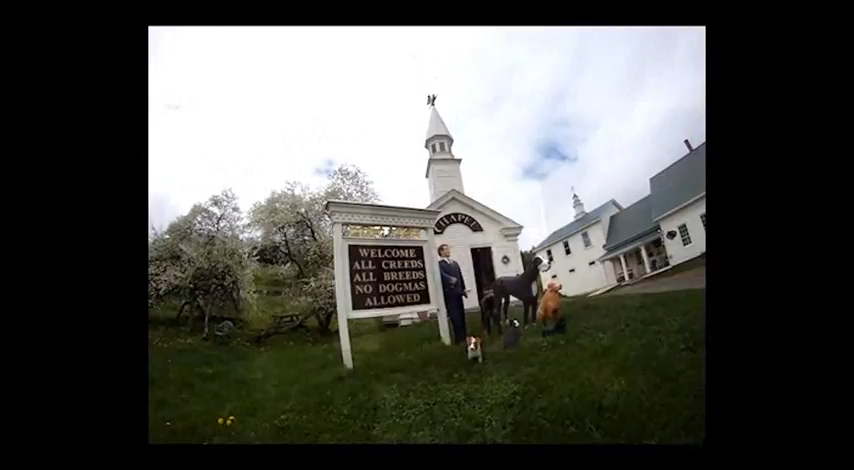 CHAPEL
WELCOME
ALL CREEDS
ALL BREEDS
NO DOGMAS
ALLOWED